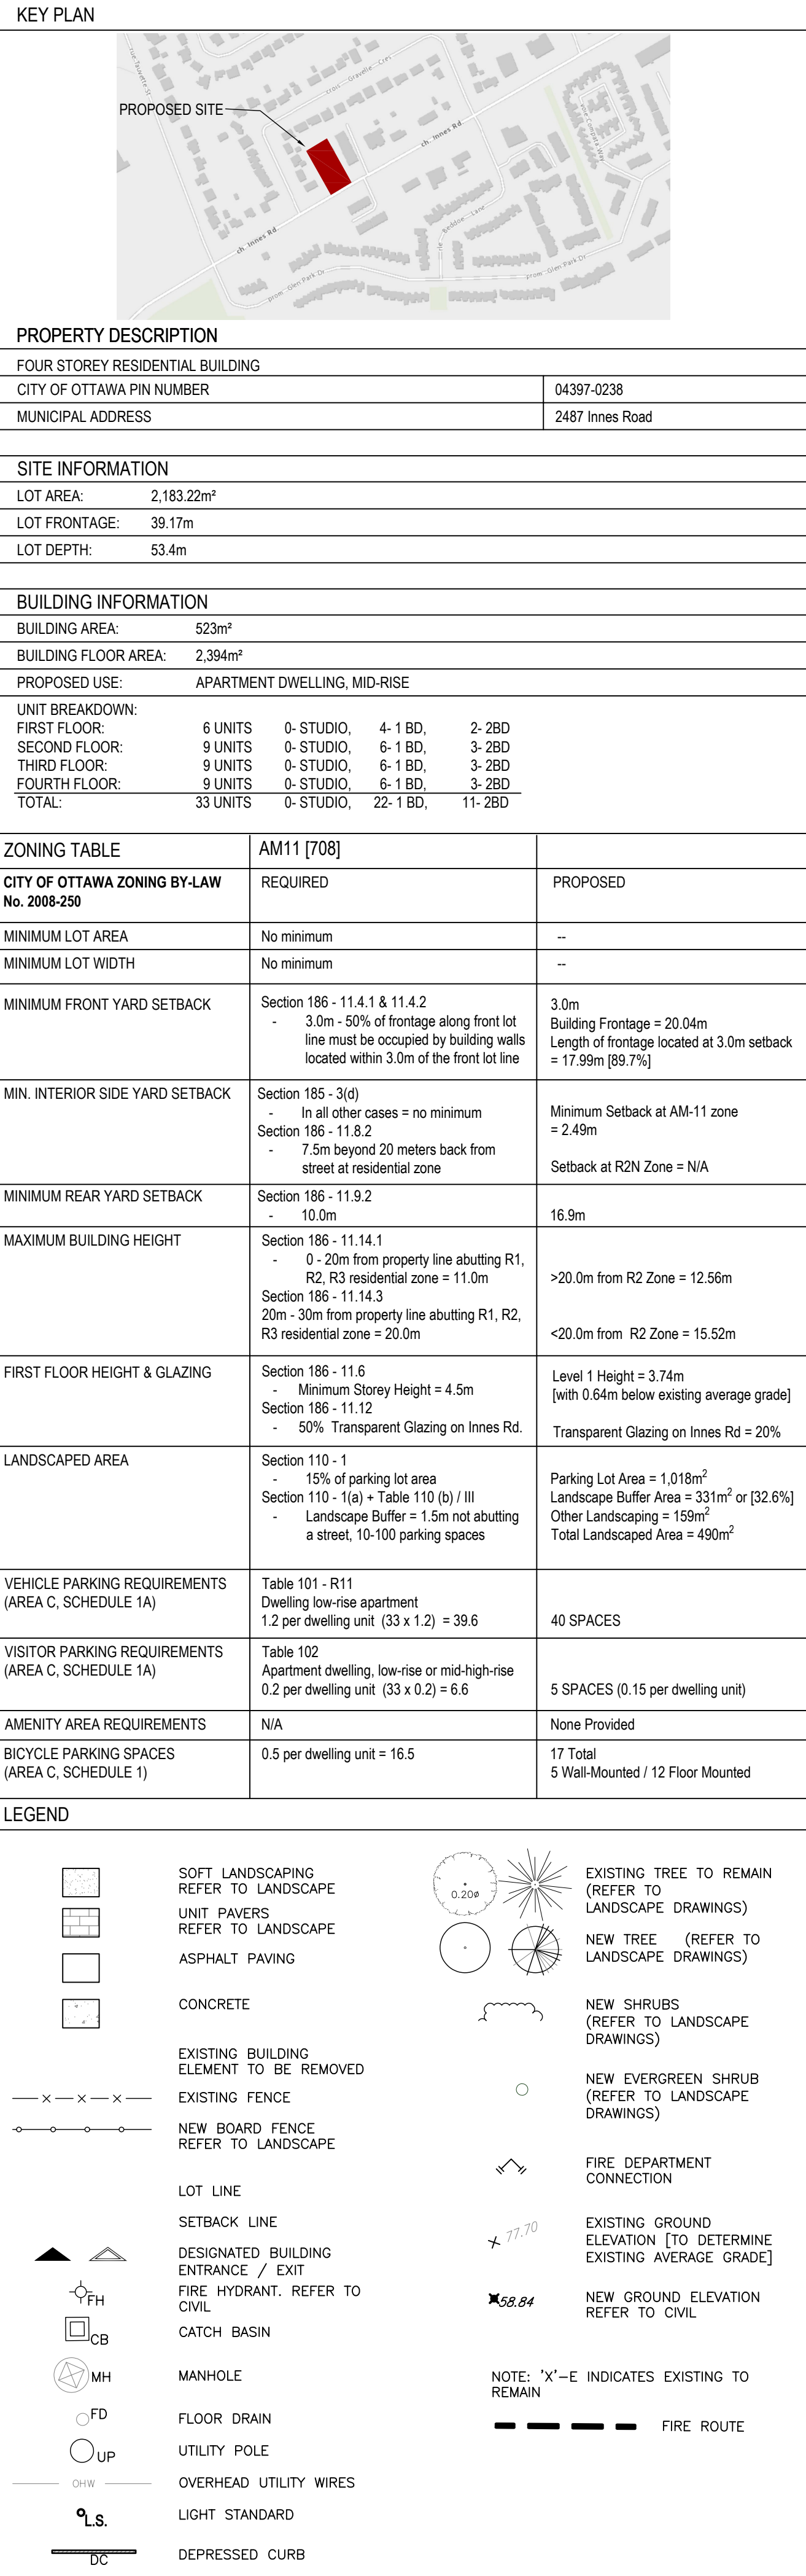 KEY PLAN
rue Tauvette St
crois. Gravelle Cres
PROPOSED SITE
ch. Innes Rd
ch. Innes Rd
rle Beddoe Lane
prom. Glen Park Dr
prom. Glen Park Dr
PROPERTY DESCRIPTION
FOUR STOREY RESIDENTIAL BUILDING
CITY OF OTTAWA PIN NUMBER 04397-0238
MUNICIPAL ADDRESS 2487 Innes Road
SITE INFORMATION
LOT AREA: 2,183.22m²
LOT FRONTAGE: 39.17m
LOT DEPTH: 53.4m
BUILDING INFORMATION
BUILDING AREA: 523m²
BUILDING FLOOR AREA: 2,394m²
PROPOSED USE: APARTMENT DWELLING, MID-RISE
UNIT BREAKDOWN:
FIRST FLOOR: 6 UNITS 0- STUDIO, 4- 1 BD, 2- 2BD
SECOND FLOOR: 9 UNITS 0- STUDIO, 6- 1 BD, 3- 2BD
THIRD FLOOR: 9 UNITS 0- STUDIO, 6- 1 BD, 3- 2BD
FOURTH FLOOR: 9 UNITS 0- STUDIO, 6- 1 BD, 3- 2BD
TOTAL: 33 UNITS 0- STUDIO, 22- 1 BD, 11- 2BD
ZONING TABLE AM11 [708]
CITY OF OTTAWA ZONING BY-LAW
No. 2008-250
REQUIRED
PROPOSED
MINIMUM LOT AREA No minimum --
MINIMUM LOT WIDTH No minimum --
MINIMUM FRONT YARD SETBACK
Section 186 - 11.4.1 & 11.4.2
- 3.0m - 50% of frontage along front lot
line must be occupied by building walls
located within 3.0m of the front lot line
3.0m
Building Frontage = 20.04m
Length of frontage located at 3.0m setback
= 17.99m [89.7%]
MIN. INTERIOR SIDE YARD SETBACK
Section 185 - 3(d)
- In all other cases = no minimum
Section 186 - 11.8.2
- 7.5m beyond 20 meters back from
street at residential zone
Minimum Setback at AM-11 zone
= 2.49m
Setback at R2N Zone = N/A
MINIMUM REAR YARD SETBACK
Section 186 - 11.9.2
- 10.0m
16.9m
MAXIMUM BUILDING HEIGHT
Section 186 - 11.14.1
- 0 - 20m from property line abutting R1,
R2, R3 residential zone = 11.0m
Section 186 - 11.14.3
20m - 30m from property line abutting R1, R2,
R3 residential zone = 20.0m
>20.0m from R2 Zone = 12.56m
<20.0m from R2 Zone = 15.52m
FIRST FLOOR HEIGHT & GLAZING
Section 186 - 11.6
- Minimum Storey Height = 4.5m
Section 186 - 11.12
- 50% Transparent Glazing on Innes Rd.
Level 1 Height = 3.74m
[with 0.64m below existing average grade]
Transparent Glazing on Innes Rd = 20%
LANDSCAPED AREA
Section 110 - 1
- 15% of parking lot area
Section 110 - 1(a) + Table 110 (b) / III
- Landscape Buffer = 1.5m not abutting
a street, 10-100 parking spaces
Parking Lot Area = 1,018m²
Landscape Buffer Area = 331m² or [32.6%]
Other Landscaping = 159m²
Total Landscaped Area = 490m²
VEHICLE PARKING REQUIREMENTS
(AREA C, SCHEDULE 1A)
Table 101 - R11
Dwelling low-rise apartment
1.2 per dwelling unit (33 x 1.2) = 39.6
40 SPACES
VISITOR PARKING REQUIREMENTS
(AREA C, SCHEDULE 1A)
Table 102
Apartment dwelling, low-rise or mid-high-rise
0.2 per dwelling unit (33 x 0.2) = 6.6
5 SPACES (0.15 per dwelling unit)
AMENITY AREA REQUIREMENTS N/A None Provided
BICYCLE PARKING SPACES
(AREA C, SCHEDULE 1)
0.5 per dwelling unit = 16.5
17 Total
5 Wall-Mounted / 12 Floor Mounted
LEGEND
SOFT LANDSCAPING
REFER TO LANDSCAPE
UNIT PAVERS
REFER TO LANDSCAPE
ASPHALT PAVING
CONCRETE
EXISTING BUILDING
ELEMENT TO BE REMOVED
EXISTING FENCE
NEW BOARD FENCE
REFER TO LANDSCAPE
LOT LINE
SETBACK LINE
DESIGNATED BUILDING
ENTRANCE / EXIT
FH
FIRE HYDRANT. REFER TO
CIVIL
CB
CATCH BASIN
MH
MANHOLE
FD
FLOOR DRAIN
UP
UTILITY POLE
OHW
OVERHEAD UTILITY WIRES
L.S.
LIGHT STANDARD
DC
DEPRESSED CURB
0.20ø
EXISTING TREE TO REMAIN
(REFER TO
LANDSCAPE DRAWINGS)
NEW TREE (REFER TO
LANDSCAPE DRAWINGS)
NEW SHRUBS
(REFER TO LANDSCAPE
DRAWINGS)
NEW EVERGREEN SHRUB
(REFER TO LANDSCAPE
DRAWINGS)
FIRE DEPARTMENT
CONNECTION
77.70
EXISTING GROUND
ELEVATION [TO DETERMINE
EXISTING AVERAGE GRADE]
58.84
NEW GROUND ELEVATION
REFER TO CIVIL
NOTE: 'X'-E INDICATES EXISTING TO
REMAIN
FIRE ROUTE